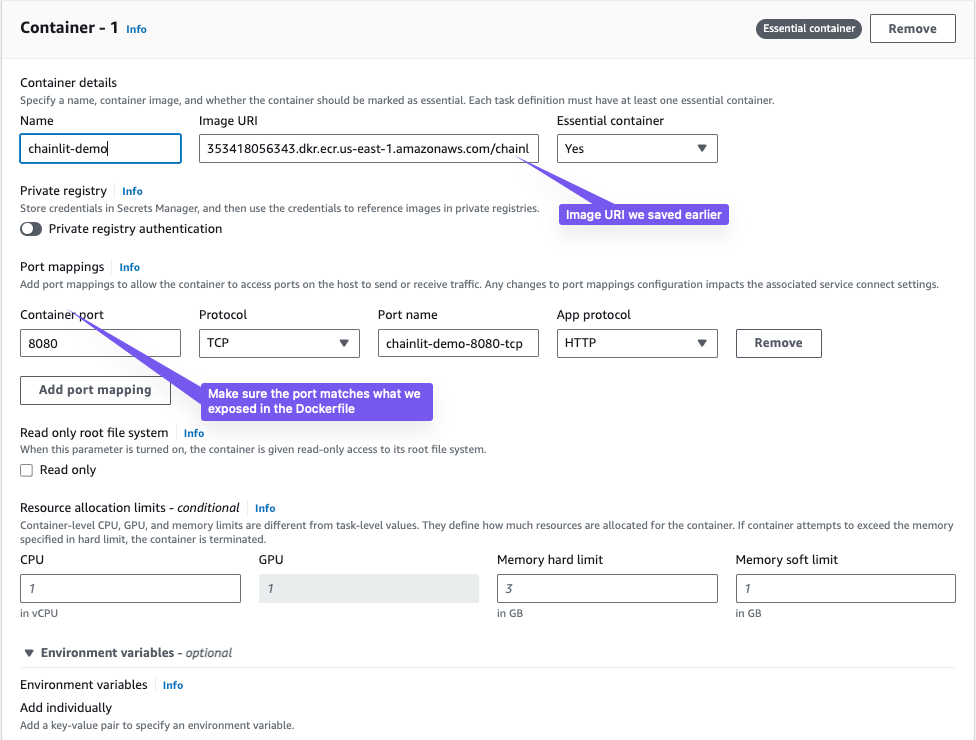 Container - 1 Info
Essential container
Remove
Container details
Specify a name, container image, and whether the container should be marked as essential. Each task definition must have at least one essential container.
Name Image URI Essential container
chainlit-demo 353418056343.dkr.ecr.us-east-1.amazonaws.com/chainl Yes
Private registry Info
Store credentials in Secrets Manager, and then use the credentials to reference images in private registries.
Image URI we saved earlier
Private registry authentication
Port mappings Info
Add port mappings to allow the container to access ports on the host to send or receive traffic. Any changes to port mappings configuration impacts the associated service connect settings.
Container port Protocol Port name App protocol
8080 TCP chainlit-demo-8080-tcp HTTP Remove
Add port mapping
Make sure the port matches what we
exposed in the Dockerfile
Read only root file system Info
When this parameter is turned on, the container is given read-only access to its root file system.
Read only
Resource allocation limits - conditional Info
Container-level CPU, GPU, and memory limits are different from task-level values. They define how much resources are allocated for the container. If container attempts to exceed the memory
specified in hard limit, the container is terminated.
CPU GPU Memory hard limit Memory soft limit
1 1 3 1
in vCPU in GB in GB
Environment variables - optional
Environment variables Info
Add individually
Add a key-value pair to specify an environment variable.